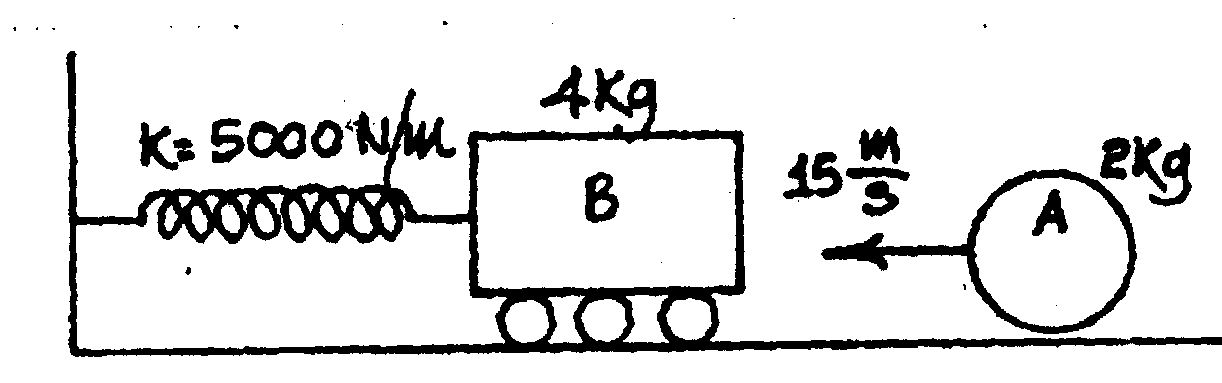 4Kg
K= 5000 N/m
15 m/s
2Kg
B
A